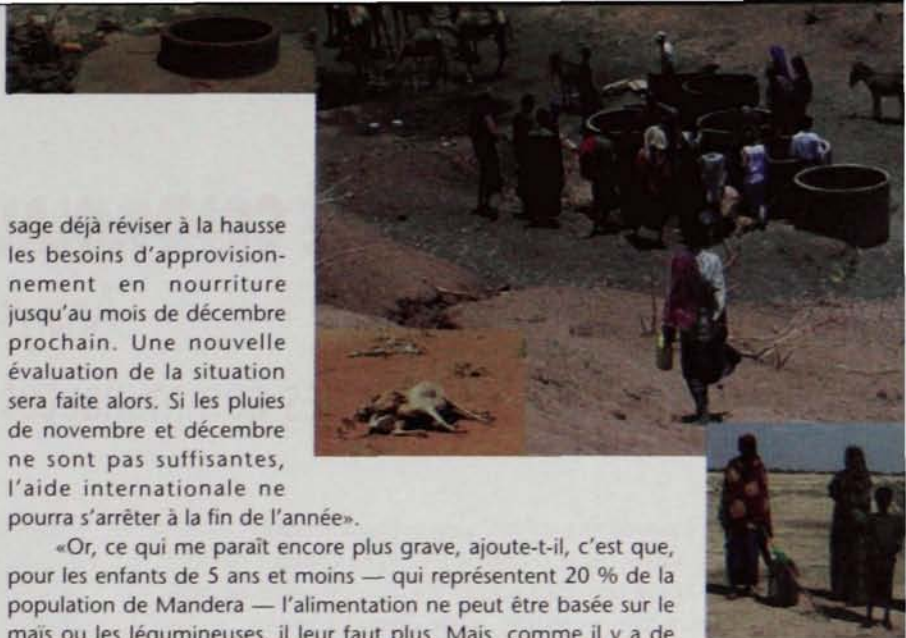 sage déjà réviser à la hausse
les besoins d'approvision-
nement en nourriture
jusqu'au mois de décembre
prochain. Une nouvelle
évaluation de la situation
sera faite alors. Si les pluies
de novembre et décembre
ne sont pas suffisantes,
l'aide internationale ne
pourra s'arrêter à la fin de l'année».
«Or, ce qui me paraît encore plus grave, ajoute-t-il, c'est que,
pour les enfants de 5 ans et moins — qui représentent 20 % de la
population de Mandera — l'alimentation ne peut être basée sur le
maïs ou les légumineuses, il leur faut plus. Mais, comme il y a de